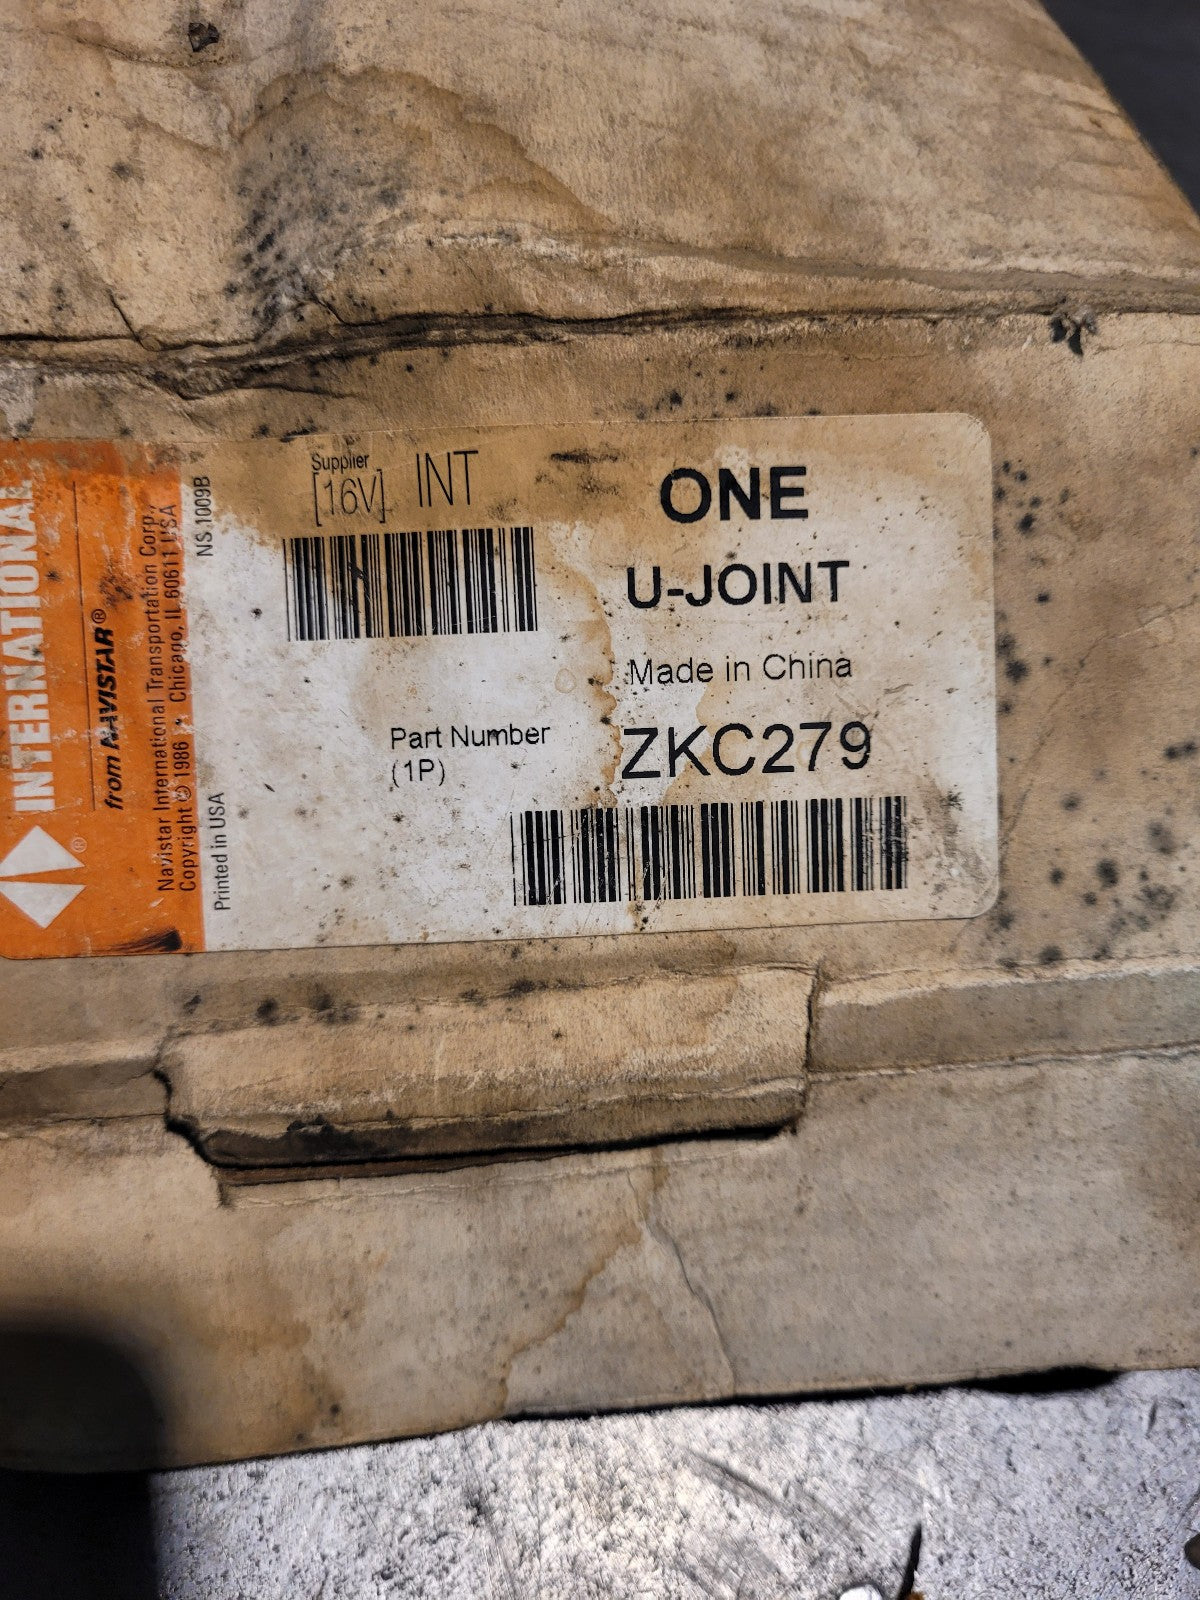 INTERNATIONAL®
from NAVISTAR®
Navistar International Transportation Corp.,
Copyright © 1986 • Chicago, IL 60611 USA
NS.1009B
Printed in USA
Supplier
[16V] INT
ONE
U-JOINT
Made in China
Part Number
(1P)
ZKC279